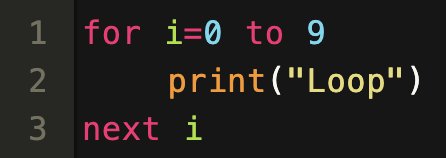 1 for i=0 to 9
2     print("Loop")
3 next i